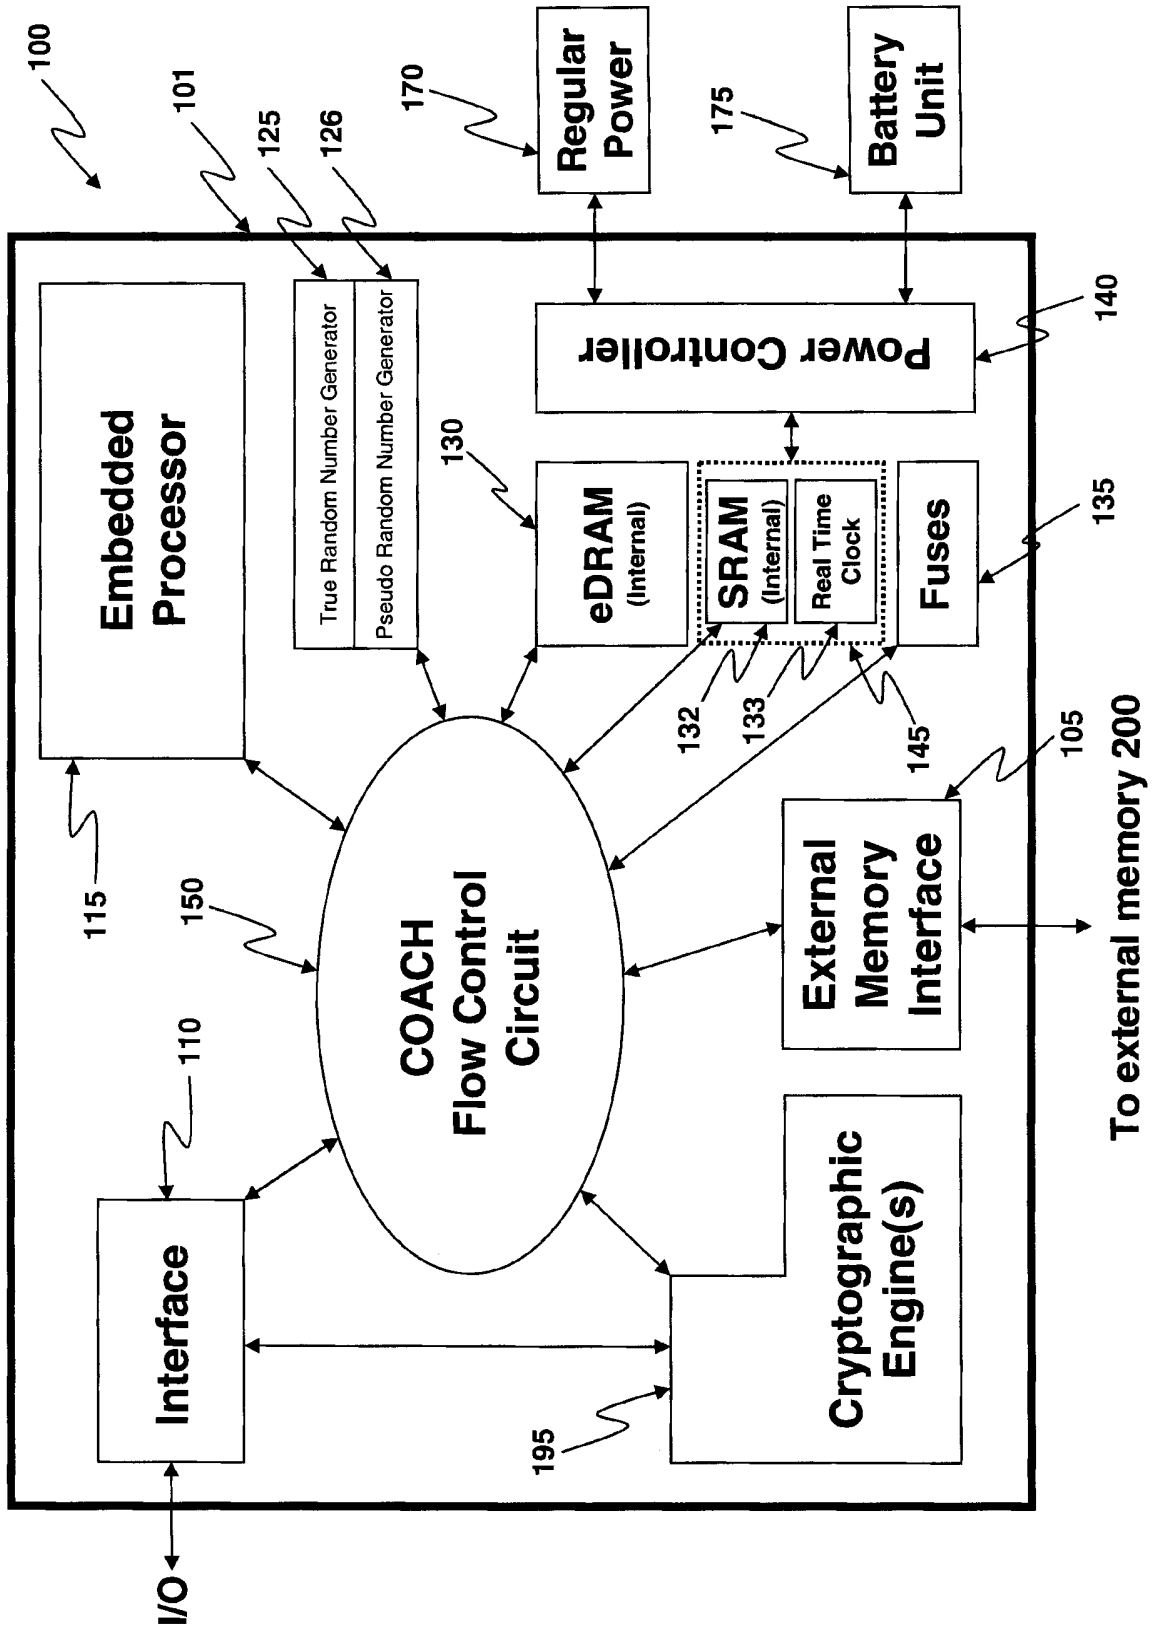 100
101
Embedded
Processor
115
125
126
True Random Number Generator
Pseudo Random Number Generator
170
Regular
Power
175
Battery
Unit
Power Controller
140
130
eDRAM
(Internal)
SRAM
(Internal)
Real Time
Clock
132
133
145
Fuses
135
150
COACH
Flow Control
Circuit
110
Interface
I/O
195
Cryptographic
Engine(s)
External
Memory
Interface
105
To external memory 200